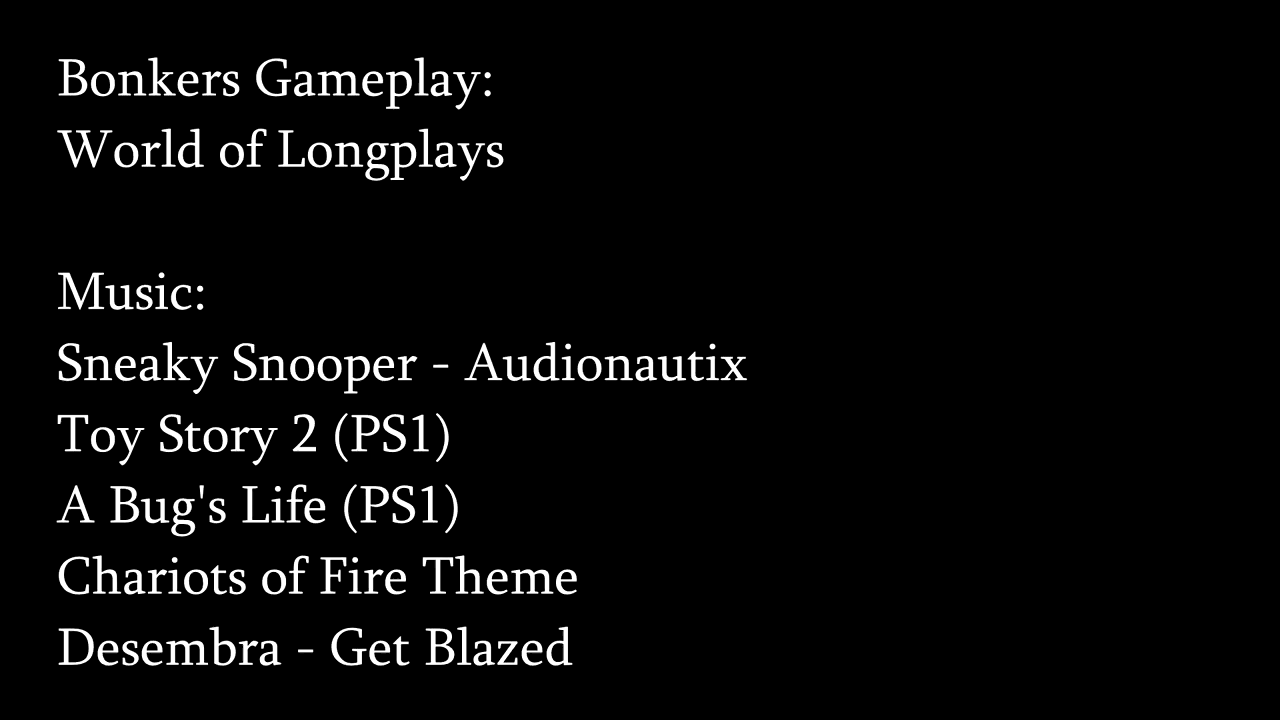 Bonkers Gameplay:
World of Longplays
Music:
Sneaky Snooper - Audionautix
Toy Story 2 (PS1)
A Bug's Life (PS1)
Chariots of Fire Theme
Desembra - Get Blazed